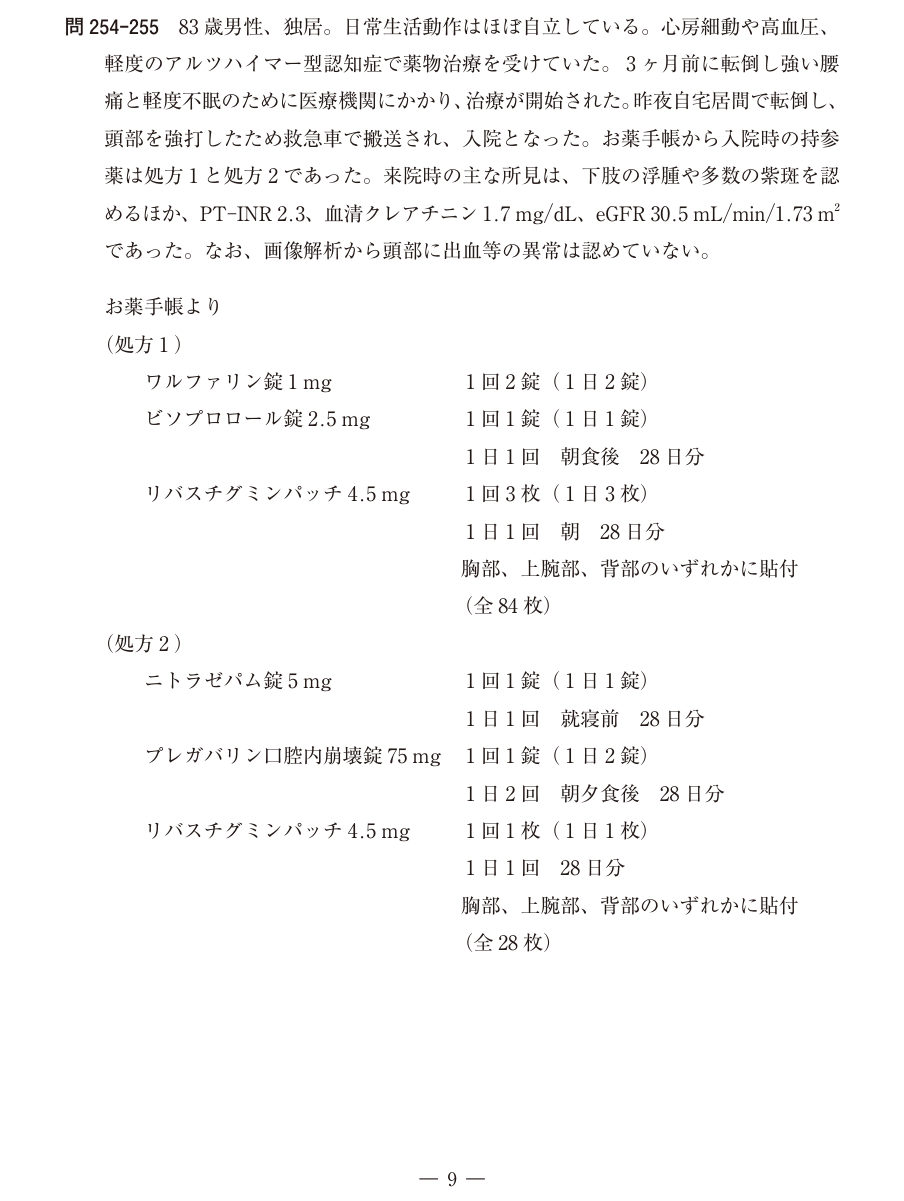 問 254-255　83 歳男性、独居。日常生活動作はほぼ自立している。心房細動や高血圧、
軽度のアルツハイマー型認知症で薬物治療を受けていた。３ヶ月前に転倒し強い腰
痛と軽度不眠のために医療機関にかかり、治療が開始された。昨夜自宅居間で転倒し、
頭部を強打したため救急車で搬送され、入院となった。お薬手帳から入院時の持参
薬は処方１と処方２であった。来院時の主な所見は、下肢の浮腫や多数の紫斑を認
めるほか、PT-INR 2.3、血清クレアチニン 1.7 mg/dL、eGFR 30.5 mL/min/1.73 m²
であった。なお、画像解析から頭部に出血等の異常は認めていない。
お薬手帳より
（処方１）
ワルファリン錠 1 mg　１回２錠（１日２錠）
ビソプロロール錠 2.5 mg　１回１錠（１日１錠）
１日１回　朝食後　28 日分
リバスチグミンパッチ 4.5 mg　１回３枚（１日３枚）
１日１回　朝　28 日分
胸部、上腕部、背部のいずれかに貼付
（全 84 枚）
（処方２）
ニトラゼパム錠 5 mg　１回１錠（１日１錠）
１日１回　就寝前　28 日分
プレガバリン口腔内崩壊錠 75 mg　１回１錠（１日２錠）
１日２回　朝夕食後　28 日分
リバスチグミンパッチ 4.5 mg　１回１枚（１日１枚）
１日１回　28 日分
胸部、上腕部、背部のいずれかに貼付
（全 28 枚）
— 9 —